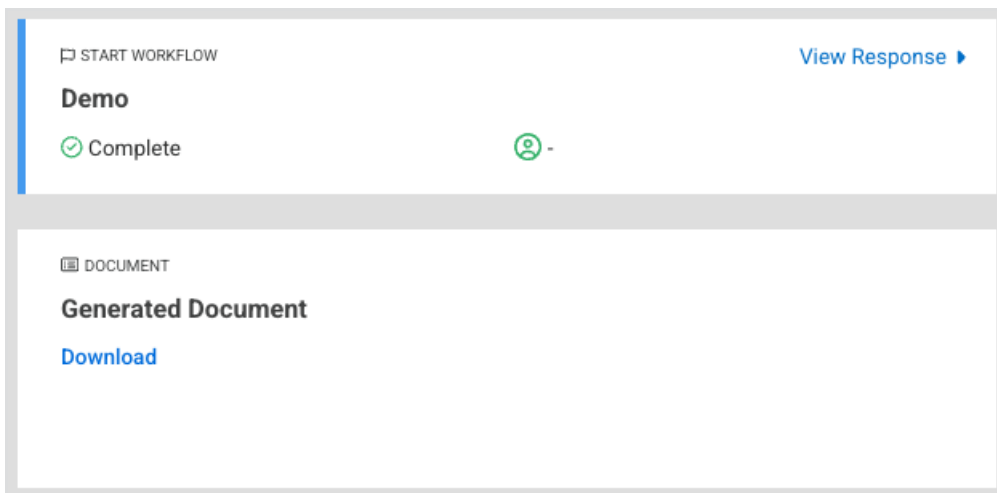 START WORKFLOW
View Response
Demo
Complete
-
DOCUMENT
Generated Document
Download